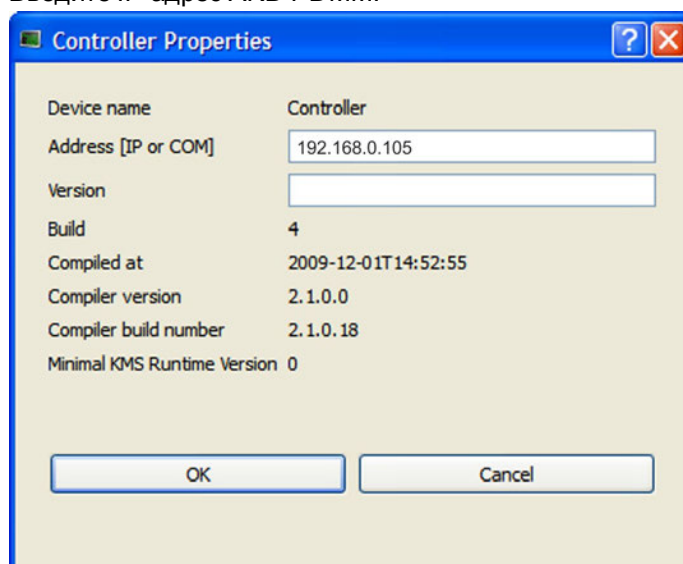 Controller Properties
Device name Controller
Address [IP or COM] 192.168.0.105
Version
Build 4
Compiled at 2009-12-01T14:52:55
Compiler version 2.1.0.0
Compiler build number 2.1.0.18
Minimal KMS Runtime Version 0
OK Cancel